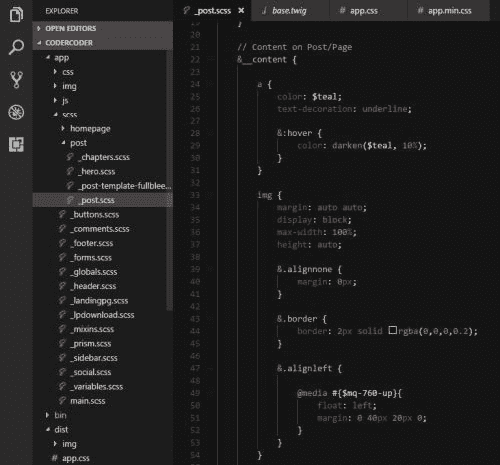 EXPLORER
OPEN EDITORS
CODERCODER
app
css
img
js
scss
homepage
post
_chapters.scss
_hero.scss
_post-template-fullblee...
_post.scss
_buttons.scss
_comments.scss
_footer.scss
_forms.scss
_globals.scss
_header.scss
_landingpg.scss
_lpdownload.scss
_mixins.scss
_prism.scss
_sidebar.scss
_social.scss
_variables.scss
main.scss
bin
dist
img
# app.css
_post.scss × base.twig # app.css # app.min.css
19 }
20
21 // Content on Post/Page
22 &__content {
23
24 a {
25 color: $teal;
26 text-decoration: underline;
27
28 &:hover {
29 color: darken($teal, 10%);
30 }
31 }
32
33 img {
34 margin: auto auto;
35 display: block;
36 max-width: 100%;
37 height: auto;
38
39 &.alignnone {
40 margin: 0px;
41 }
42
43 &.border {
44 border: 2px solid rgba(0,0,0,0.2);
45 }
46
47 &.alignleft {
48
49 @media #{$mq-760-up}{
50 float: left;
51 margin: 0 40px 20px 0;
52 }
53 }
54 }